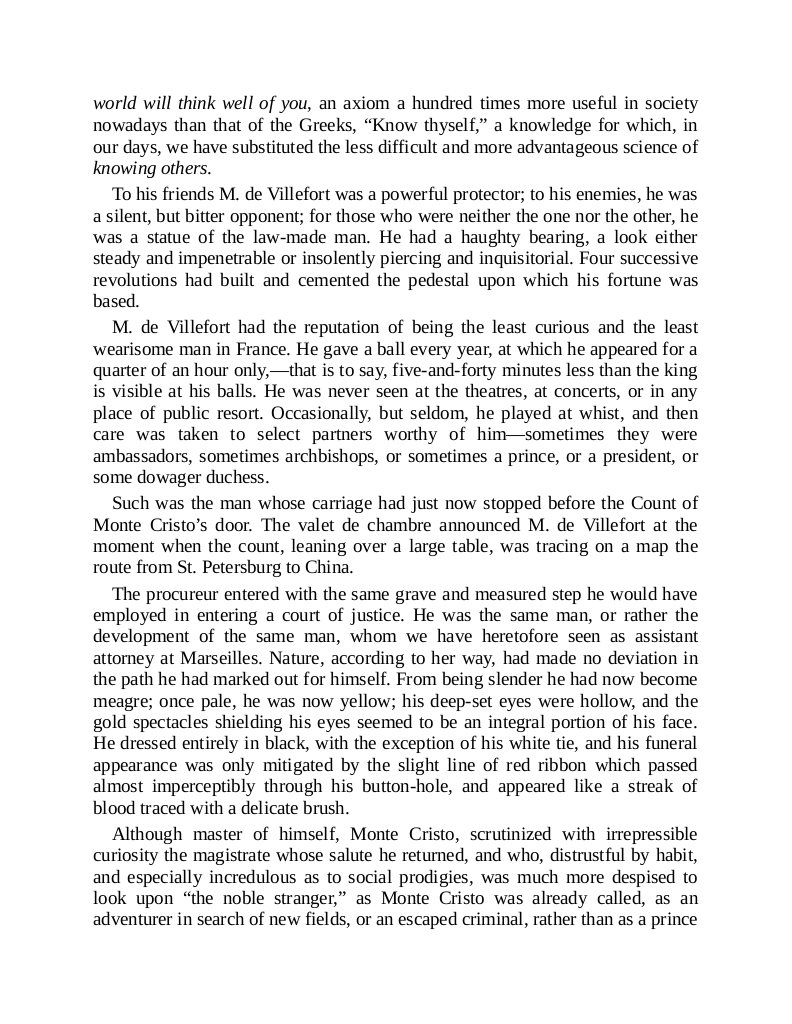 world will think well of you, an axiom a hundred times more useful in society
nowadays than that of the Greeks, “Know thyself,” a knowledge for which, in
our days, we have substituted the less difficult and more advantageous science of
knowing others.
To his friends M. de Villefort was a powerful protector; to his enemies, he was
a silent, but bitter opponent; for those who were neither the one nor the other, he
was a statue of the law-made man. He had a haughty bearing, a look either
steady and impenetrable or insolently piercing and inquisitorial. Four successive
revolutions had built and cemented the pedestal upon which his fortune was
based.
M. de Villefort had the reputation of being the least curious and the least
wearisome man in France. He gave a ball every year, at which he appeared for a
quarter of an hour only,—that is to say, five-and-forty minutes less than the king
is visible at his balls. He was never seen at the theatres, at concerts, or in any
place of public resort. Occasionally, but seldom, he played at whist, and then
care was taken to select partners worthy of him—sometimes they were
ambassadors, sometimes archbishops, or sometimes a prince, or a president, or
some dowager duchess.
Such was the man whose carriage had just now stopped before the Count of
Monte Cristo’s door. The valet de chambre announced M. de Villefort at the
moment when the count, leaning over a large table, was tracing on a map the
route from St. Petersburg to China.
The procureur entered with the same grave and measured step he would have
employed in entering a court of justice. He was the same man, or rather the
development of the same man, whom we have heretofore seen as assistant
attorney at Marseilles. Nature, according to her way, had made no deviation in
the path he had marked out for himself. From being slender he had now become
meagre; once pale, he was now yellow; his deep-set eyes were hollow, and the
gold spectacles shielding his eyes seemed to be an integral portion of his face.
He dressed entirely in black, with the exception of his white tie, and his funeral
appearance was only mitigated by the slight line of red ribbon which passed
almost imperceptibly through his button-hole, and appeared like a streak of
blood traced with a delicate brush.
Although master of himself, Monte Cristo, scrutinized with irrepressible
curiosity the magistrate whose salute he returned, and who, distrustful by habit,
and especially incredulous as to social prodigies, was much more despised to
look upon “the noble stranger,” as Monte Cristo was already called, as an
adventurer in search of new fields, or an escaped criminal, rather than as a prince